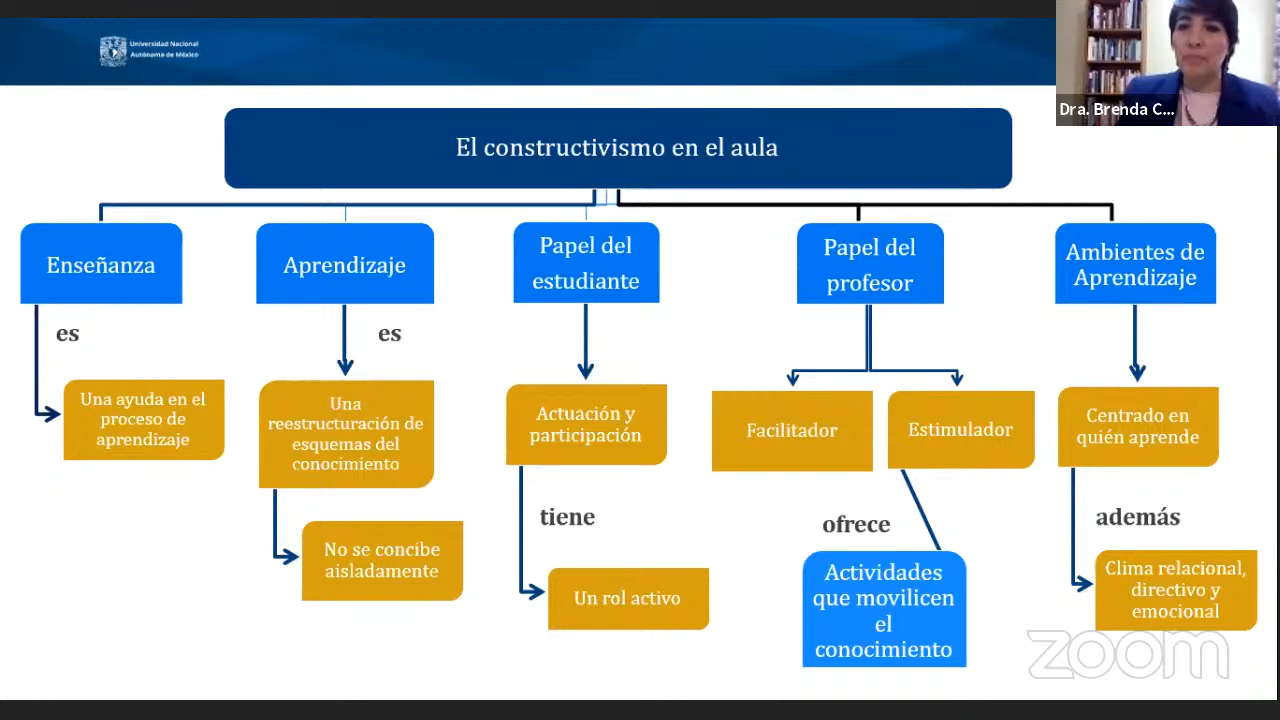 Universidad Nacional
Autónoma de México
Dra. Brenda C...
El constructivismo en el aula
Enseñanza
es
Una ayuda en el
proceso de
aprendizaje
Aprendizaje
es
Una
reestructuración de
esquemas del
conocimiento
No se concibe
aisladamente
Papel del
estudiante
Actuación y
participación
tiene
Un rol activo
Papel del
profesor
Facilitador
Estimulador
ofrece
Actividades
que movilicen
el
conocimiento
Ambientes de
Aprendizaje
Centrado en
quién aprende
además
Clima relacional,
directivo y
emocional
zoom